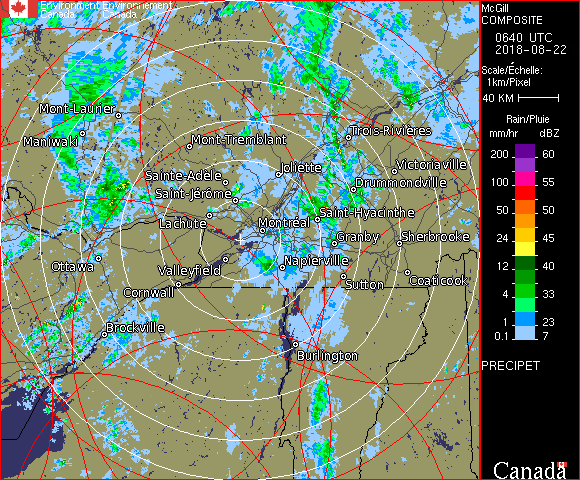 Environment Environnement
Canada Canada
McGill
COMPOSITE
0640 UTC
2018-08-22
Scale/Échelle:
1km/Pixel
40 KM
Rain/Pluie
mm/hr dBZ
200 60
100 55
50 50
24 45
12 40
4 33
1 23
0.1 7
PRECIPET
Mont-Laurier
Maniwaki
Mont-Tremblant
Trois-Rivières
Sainte-Adèle
Joliette
Victoriaville
Saint-Jérôme
Drummondville
Lachute
Montréal
Saint-Hyacinthe
Granby
Sherbrooke
Ottawa
Valleyfield
Napierville
Cornwall
Sutton
Coaticook
Brockville
Burlington
Canada